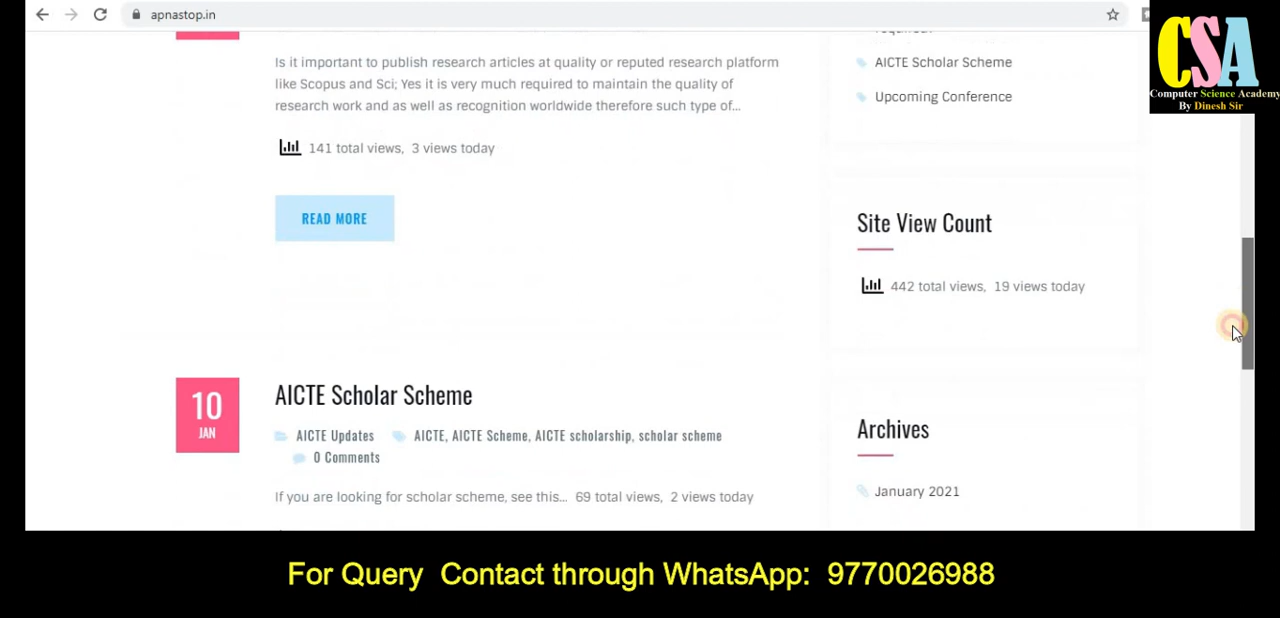 apnastop.in
CSA
Computer Science Academy
By Dinesh Sir
Is it important to publish research articles at quality or reputed research platform
like Scopus and Sci; Yes it is very much required to maintain the quality of
research work and as well as recognition worldwide therefore such type of...
141 total views, 3 views today
READ MORE
10
JAN
AICTE Scholar Scheme
AICTE Updates AICTE, AICTE Scheme, AICTE scholarship, scholar scheme
0 Comments
If you are looking for scholar scheme, see this... 69 total views, 2 views today
AICTE Scholar Scheme
Upcoming Conference
Site View Count
442 total views, 19 views today
Archives
January 2021
For Query Contact through WhatsApp: 9770026988